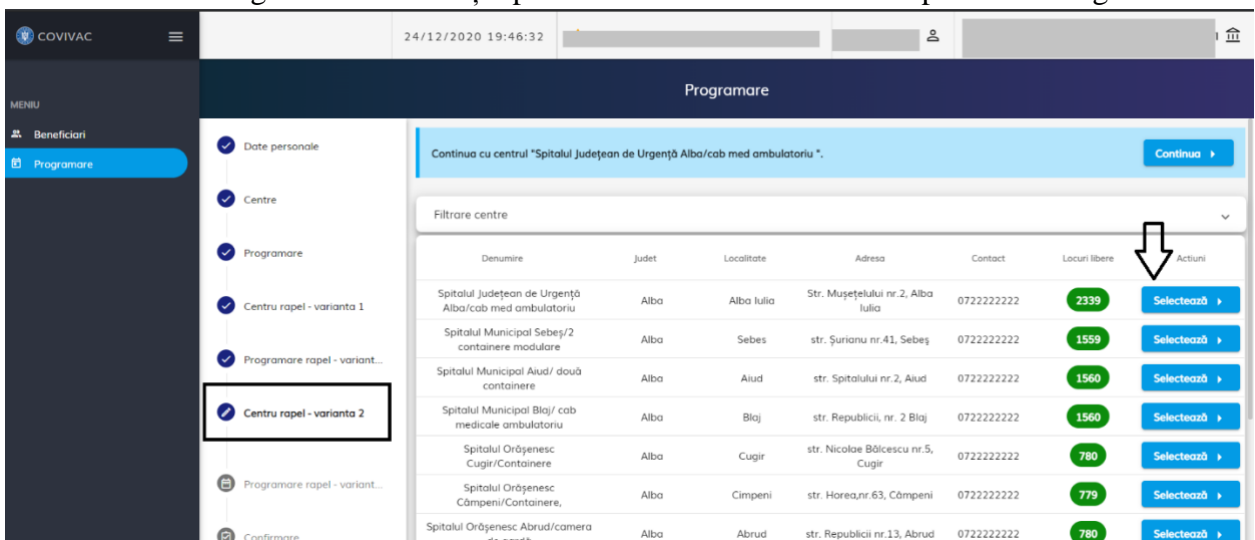 COVIVAC
24/12/2020 19:46:32
Programare
MENIU
Beneficiari
Programare
Date personale
Centre
Programare
Centru rapel - varianta 1
Programare rapel - variant...
Centru rapel - varianta 2
Programare rapel - variant...
Confirmare
Continua cu centrul "Spitalul Județean de Urgență Alba/cab med ambulatoriu ".
Continua
Filtrare centre
Denumire Judet Localitate Adresa Contact Locuri libere Actiuni
Spitalul Județean de Urgență Alba/cab med ambulatoriu Alba Alba Iulia Str. Mușețelului nr.2, Alba Iulia 0722222222 2339 Selectează
Spitalul Municipal Sebeș/2 containere modulare Alba Sebes str. Șurianu nr.41, Sebeș 0722222222 1559 Selectează
Spitalul Municipal Aiud/ două containere Alba Aiud str. Spitalului nr.2, Aiud 0722222222 1560 Selectează
Spitalul Municipal Blaj/ cab medicale ambulatoriu Alba Blaj str. Republicii, nr. 2 Blaj 0722222222 1560 Selectează
Spitalul Orășenesc Cugir/Containere Alba Cugir str. Nicolae Bălcescu nr.5, Cugir 0722222222 780 Selectează
Spitalul Orășenesc Câmpeni/Containere, Alba Cimpeni str. Horea,nr.63, Câmpeni 0722222222 779 Selectează
Spitalul Orășenesc Abrud/camera Alba Abrud str. Republicii nr.13, Abrud 0722222222 780 Selectează